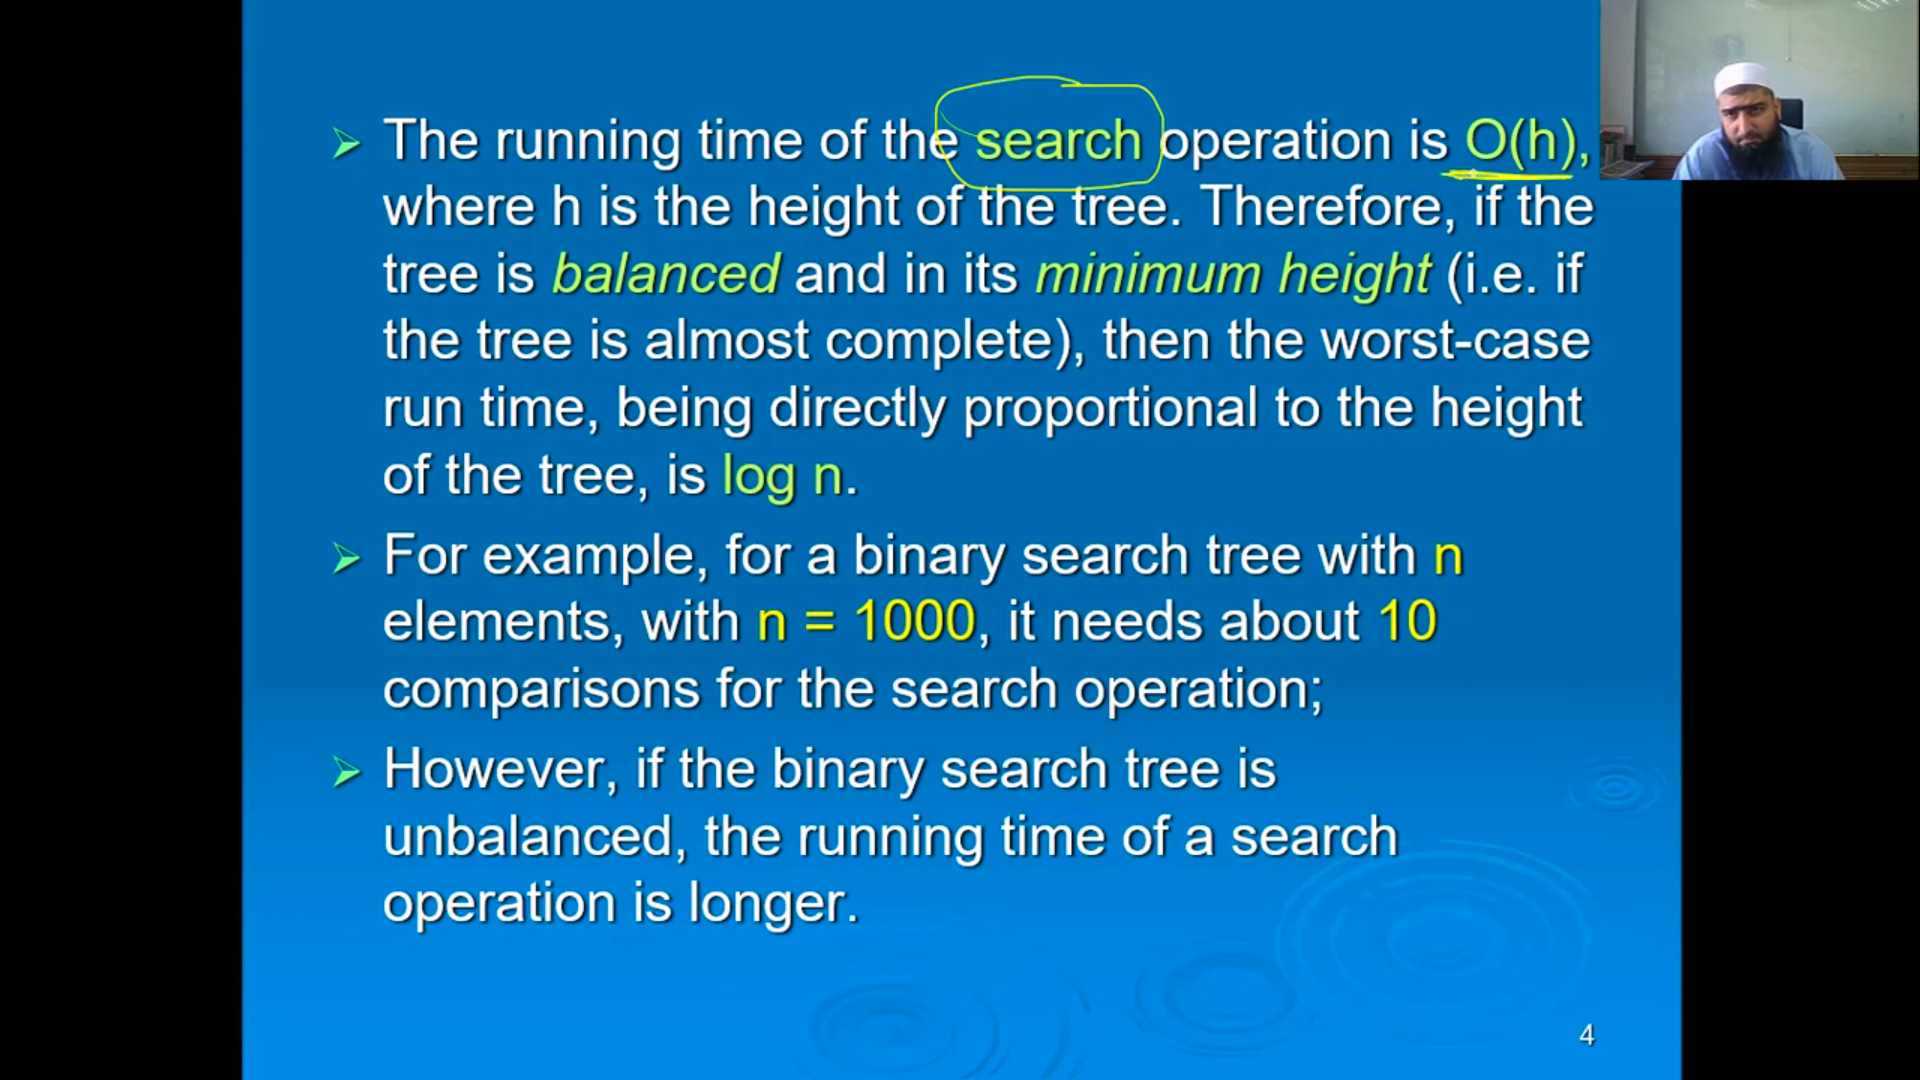 The running time of the search operation is O(h),
where h is the height of the tree. Therefore, if the
tree is balanced and in its minimum height (i.e. if
the tree is almost complete), then the worst-case
run time, being directly proportional to the height
of the tree, is log n.
For example, for a binary search tree with n
elements, with n = 1000, it needs about 10
comparisons for the search operation;
However, if the binary search tree is
unbalanced, the running time of a search
operation is longer.
4